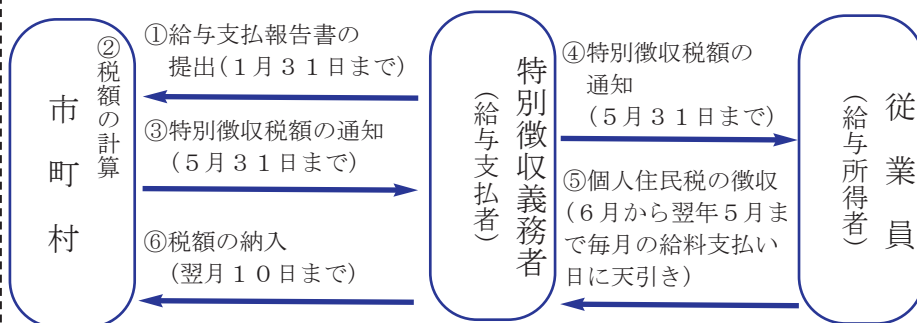 市町村
②税額の計算
①給与支払報告書の
提出(1月31日まで)
③特別徴収税額の通知
(5月31日まで)
⑥税額の納入
(翌月10日まで)
特別徴収義務者
(給与支払者)
④特別徴収税額の
通知
(5月31日まで)
⑤個人住民税の徴収
(6月から翌年5月ま
で毎月の給料支払い
日に天引き)
従業員
(給与所得者)